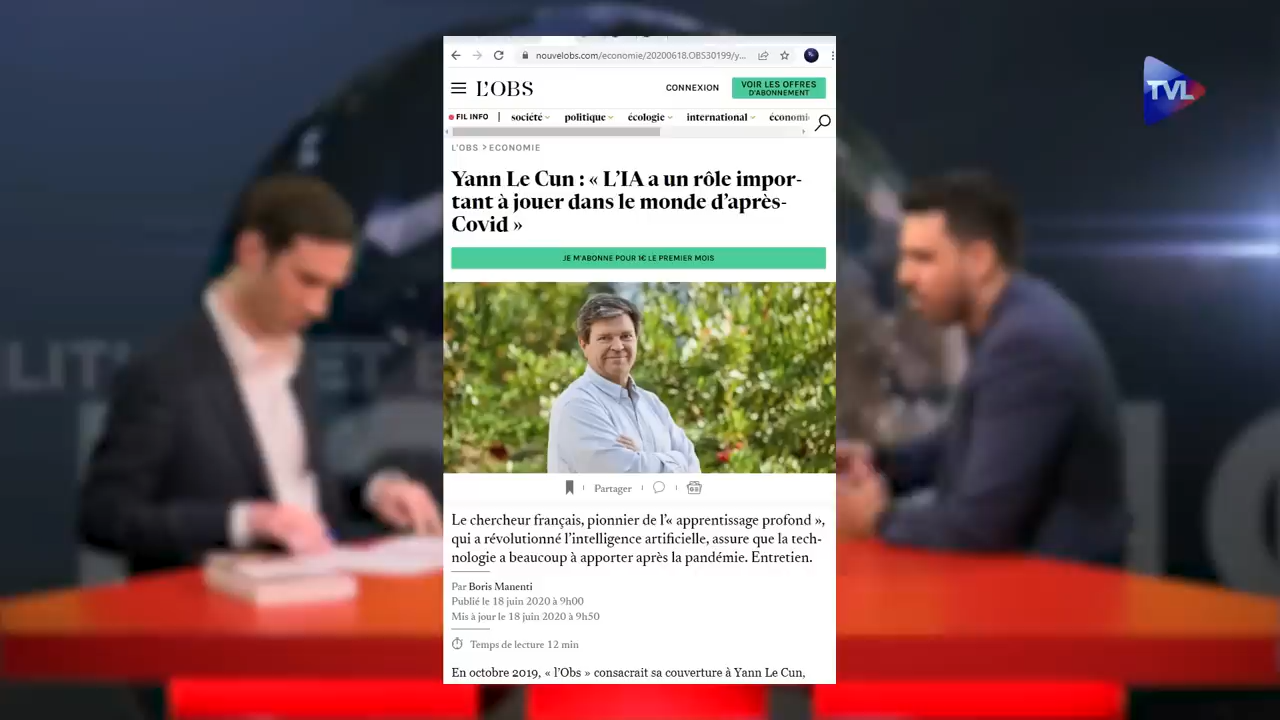 nouvelobs.com/economie/20200618.OBS30199/y...
L'OBS
CONNEXION
VOIR LES OFFRES
D'ABONNEMENT
FIL INFO | société politique écologie international économi
L'OBS > ECONOMIE
Yann Le Cun : « L'IA a un rôle impor-
tant à jouer dans le monde d'après-
Covid »
JE M'ABONNE POUR 1€ LE PREMIER MOIS
Partager
Le chercheur français, pionnier de l'« apprentissage profond »,
qui a révolutionné l'intelligence artificielle, assure que la tech-
nologie a beaucoup à apporter après la pandémie. Entretien.
Par Boris Manenti
Publié le 18 juin 2020 à 9h00
Mis à jour le 18 juin 2020 à 9h50
Temps de lecture 12 min
En octobre 2019, « l'Obs » consacrait sa couverture à Yann Le Cun,
TVL